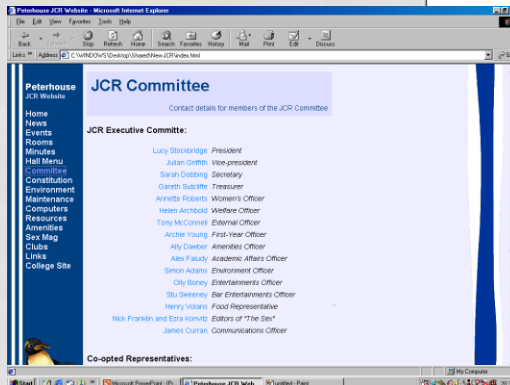 Peterhouse JCR Website - Microsoft Internet Explorer
File Edit View Favorites Tools Help
Back Stop Refresh Home Search Favorites History Mail Print Edit Discuss
Links Address C:\WINDOWS\Desktop\Shared\New JCR\index.html
Peterhouse
JCR Website
Home
News
Events
Rooms
Minutes
Hall Menu
Committee
Constitution
Environment
Maintenance
Computers
Resources
Amenities
Sex Mag
Clubs
Links
College Site
JCR Committee
Contact details for members of the JCR Committee
JCR Executive Committe:
Lucy Stockbridge President
Julian Griffith Vice-president
Sarah Dobbing Secretary
Gareth Sutcliffe Treasurer
Annette Roberts Women's Officer
Helen Archbold Welfare Officer
Tony McConnell External Officer
Archie Young First-Year Officer
Ally Dawber Amenities Officer
Alex Faludy Academic Affairs Officer
Simon Adams Environment Officer
Olly Boney Entertainments Officer
Stu Sweeney Bar Entertainments Officer
Henry Volans Food Representative
Nick Franklin and Ezra Konvitz Editors of "The Sex"
James Curran Communications Officer
Co-opted Representatives:
My Computer
Start Microsoft PowerPoint - [P Peterhouse JCR Web untitled - Paint